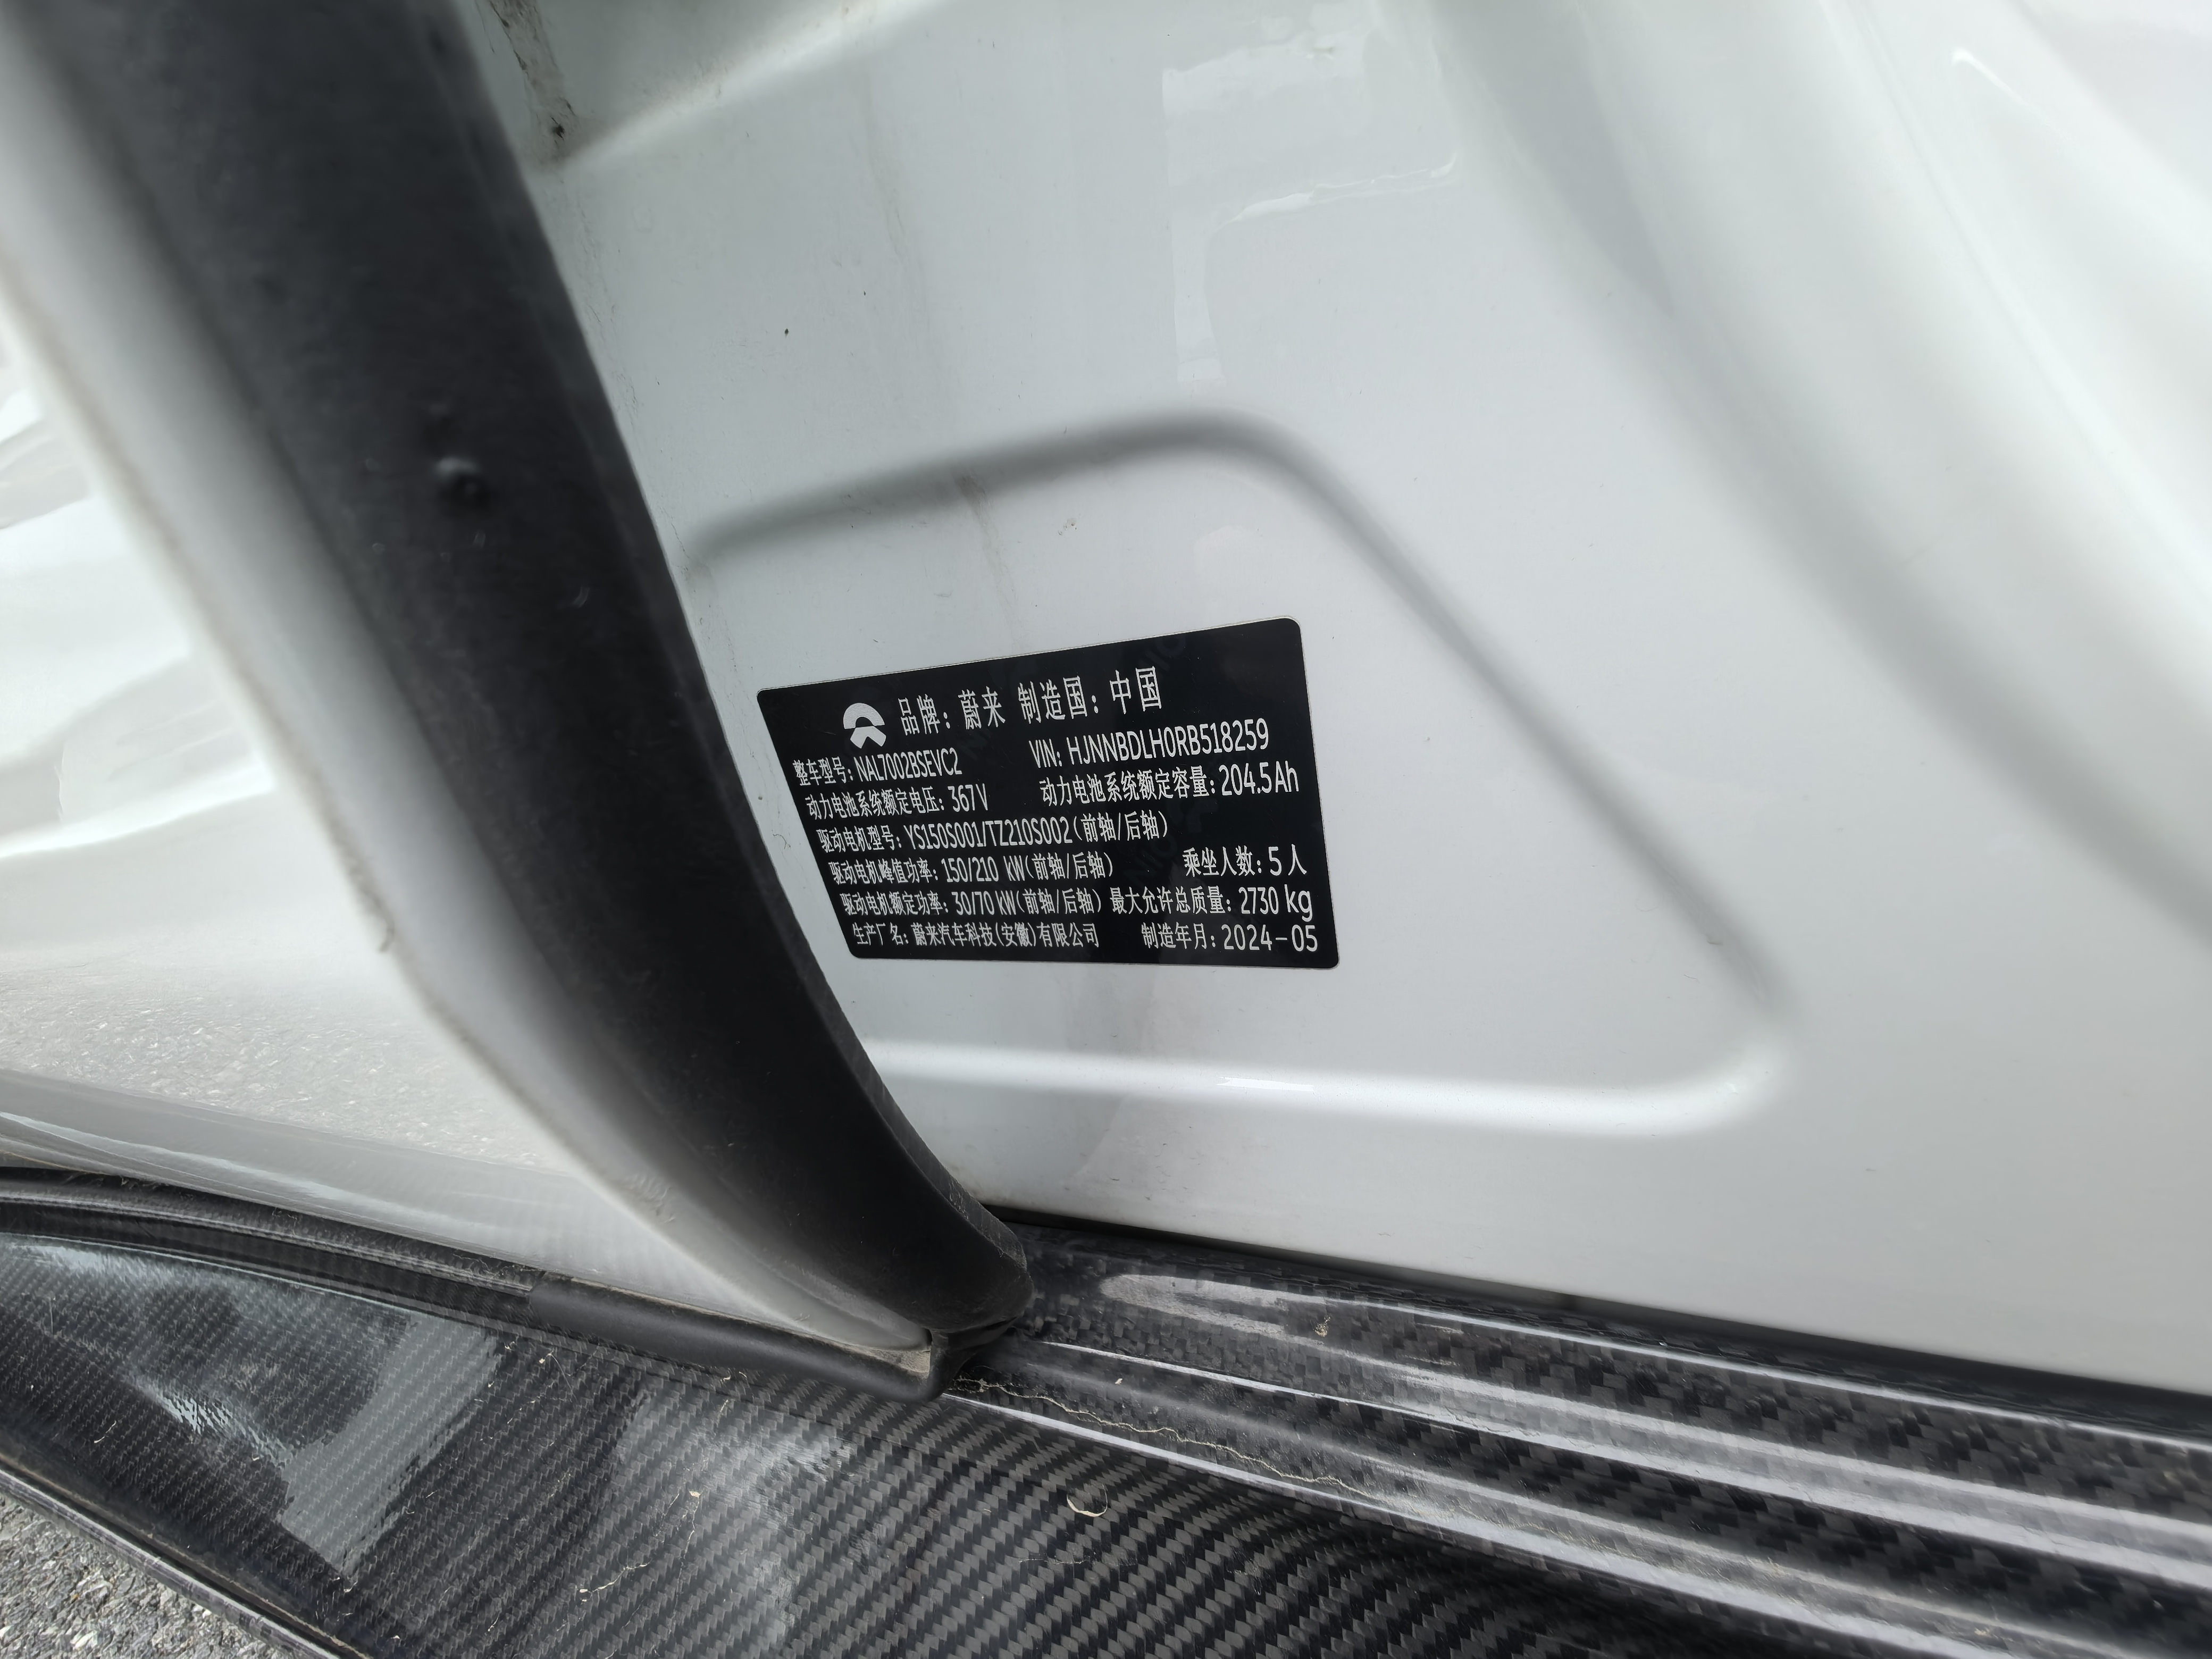 品牌: 蔚来 制造国: 中国
整车型号: NAL7002BSEVC2 VIN: HJNNBDLH0RB518259
动力电池系统额定电压: 367V 动力电池系统额定容量: 204.5Ah
驱动电机型号: YS150S001/TZ210S002(前轴/后轴)
驱动电机峰值功率: 150/210 kW(前轴/后轴) 乘坐人数: 5人
驱动电机额定功率: 30/70 kW(前轴/后轴) 最大允许总质量: 2730 kg
生产厂名: 蔚来汽车科技(安徽)有限公司 制造年月: 2024-05